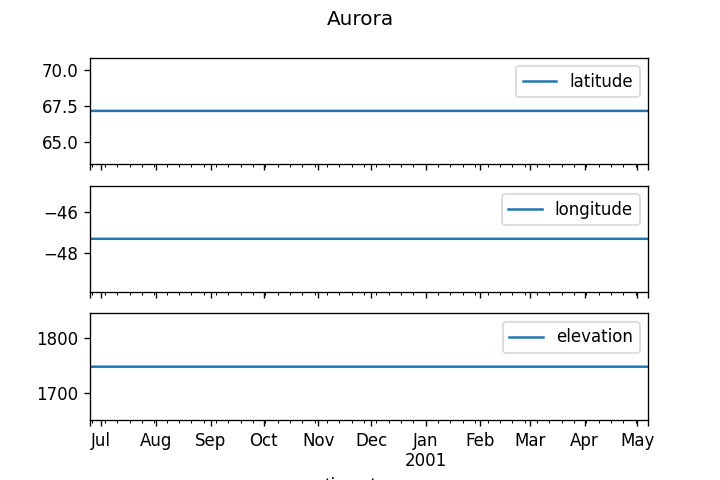 Aurora
70.0
67.5
65.0
latitude
−46
−48
longitude
1800
1700
elevation
Jul Aug Sep Oct Nov Dec Jan Feb Mar Apr May
2001